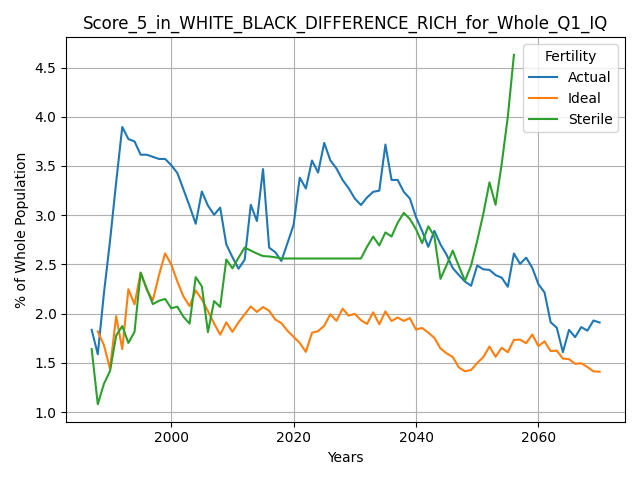 Score_5_in_WHITE_BLACK_DIFFERENCE_RICH_for_Whole_Q1_IQ
Fertility
Actual
Ideal
Sterile
% of Whole Population
4.5
4.0
3.5
3.0
2.5
2.0
1.5
1.0
2000
2020
2040
2060
Years